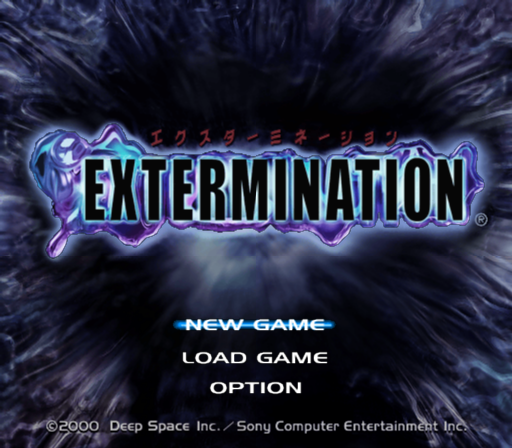 エクスターミネーション
EXTERMINATION®
NEW GAME
LOAD GAME
OPTION
©2000 Deep Space Inc./Sony Computer Entertainment Inc.